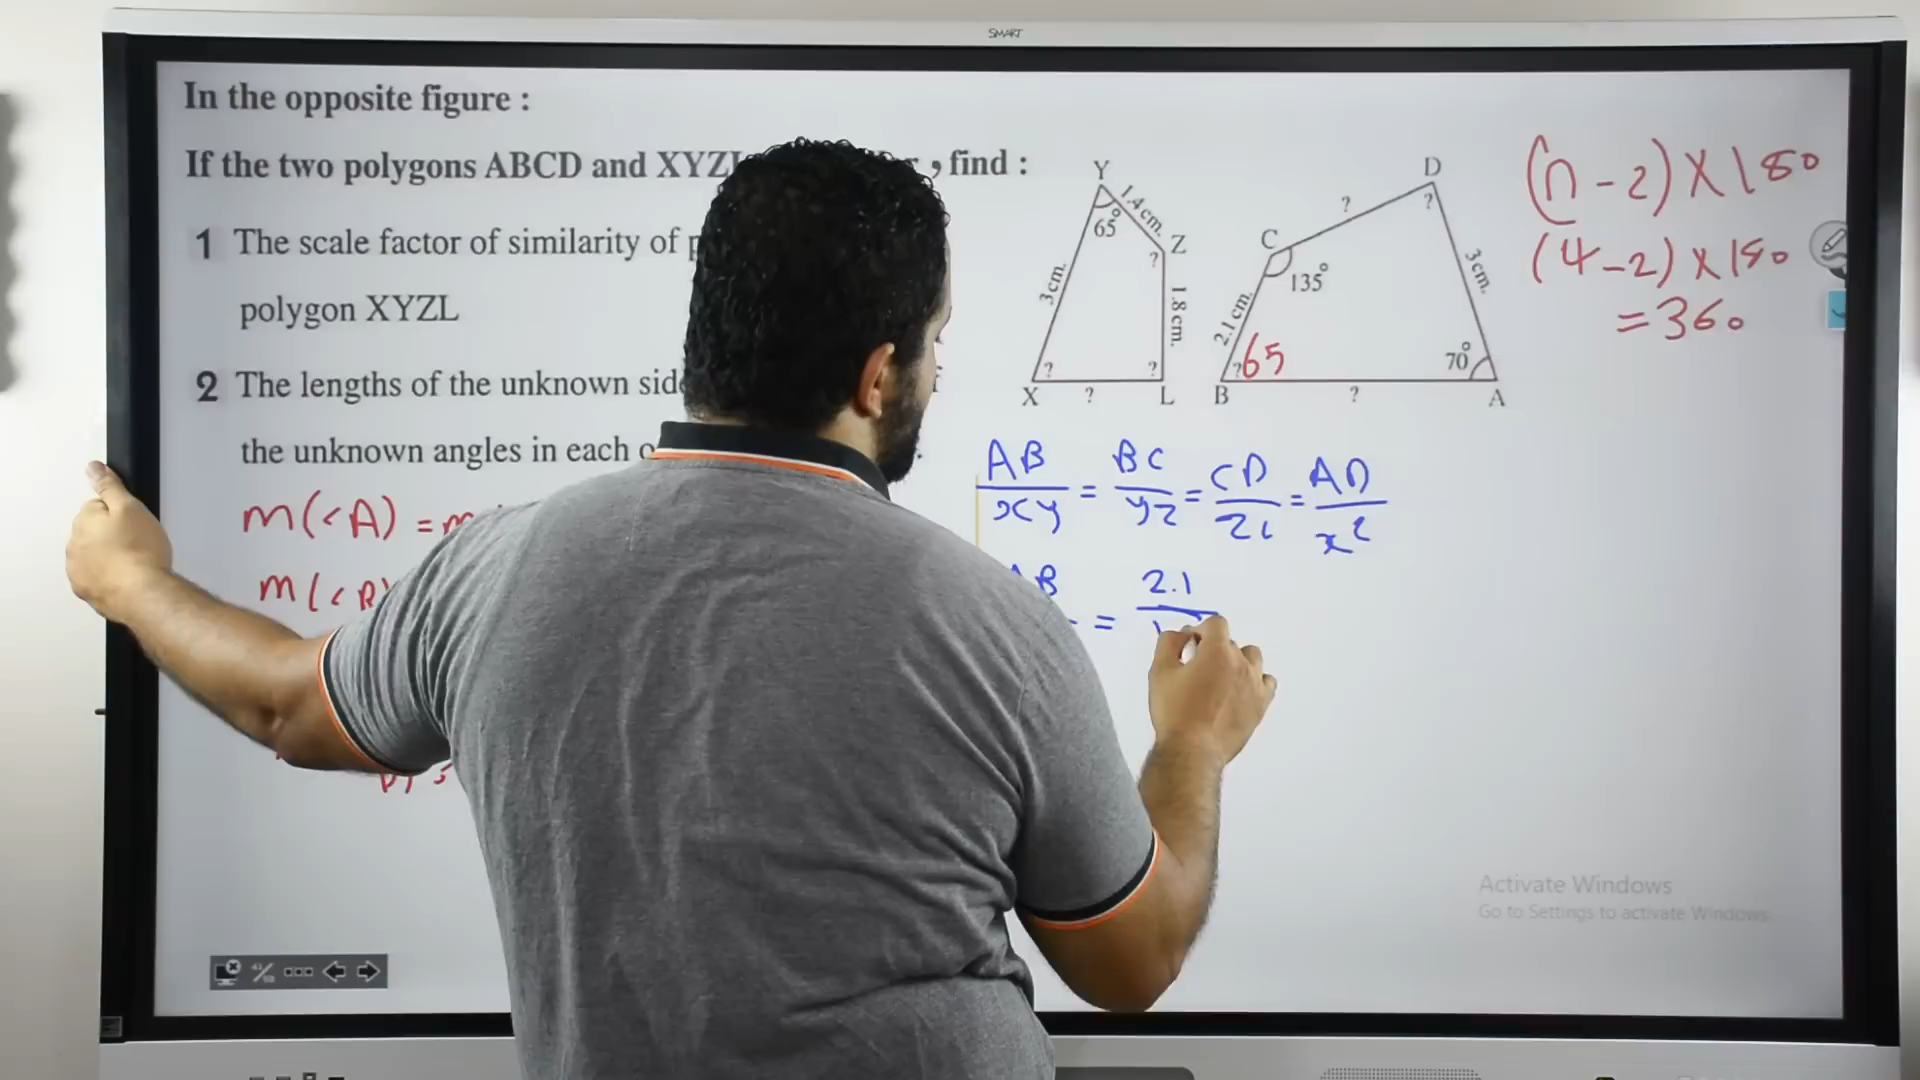 SMART
In the opposite figure :
If the two polygons ABCD and XYZL , find :
1 The scale factor of similarity of
polygon XYZL
2 The lengths of the unknown
the unknown angles in each
Y
65°
1.4 cm.
Z
?
3 cm.
1.8 cm.
?
?
X
?
L
D
?
?
C
135°
3 cm.
2.1 cm.
?
65
70°
B
?
A
(n - 2) X 180
(4 - 2) X 180
= 360
m(<A) =
m(<B)
AB/xy = BC/yz = CD/ZL = AD/xL
= 2.1
Activate Windows
Go to Settings to activate Windows.